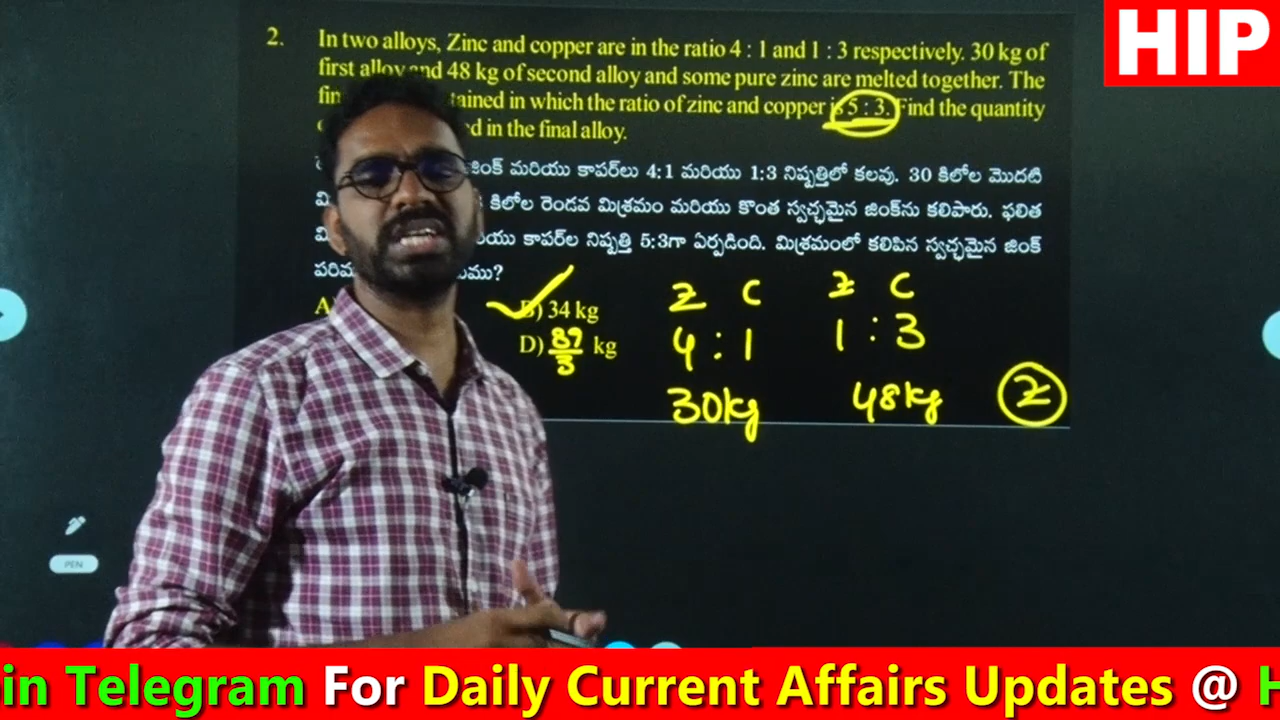 HIP
2. In two alloys, Zinc and copper are in the ratio 4 : 1 and 1 : 3 respectively. 30 kg of
first alloy and 48 kg of second alloy and some pure zinc are melted together. The
tained in which the ratio of zinc and copper is 5 : 3. Find the quantity
d in the final alloy.
జింక్ మరియు కాపర్‌లు 4:1 మరియు 1:3 నిష్పత్తిలో కలవు. 30 కిలోల మొదటి
కిలోల రెండవ మిశ్రమం మరియు కొంత స్వచ్ఛమైన జింక్‌ను కలిపారు. ఫలిత
యు కాపర్‌ల నిష్పత్తి 5:3గా ఏర్పడింది. మిశ్రమంలో కలిపిన స్వచ్ఛమైన జింక్
Z C Z C
B) 34 kg
4 : 1 1 : 3
D) 89/3 kg
30kg 48kg Z
PEN
in Telegram For Daily Current Affairs Updates @ H